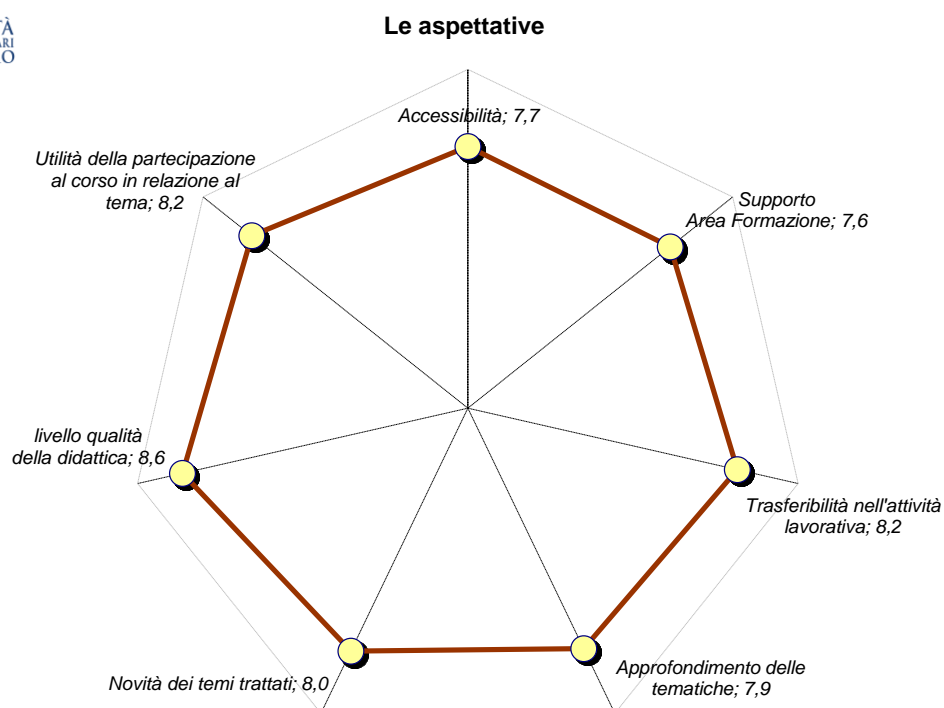 TÀ
ARI
O
Le aspettative
Accessibilità; 7,7
Utilità della partecipazione
al corso in relazione al
tema; 8,2
Supporto
Area Formazione; 7,6
livello qualità
della didattica; 8,6
Trasferibilità nell'attività
lavorativa; 8,2
Novità dei temi trattati; 8,0
Approfondimento delle
tematiche; 7,9